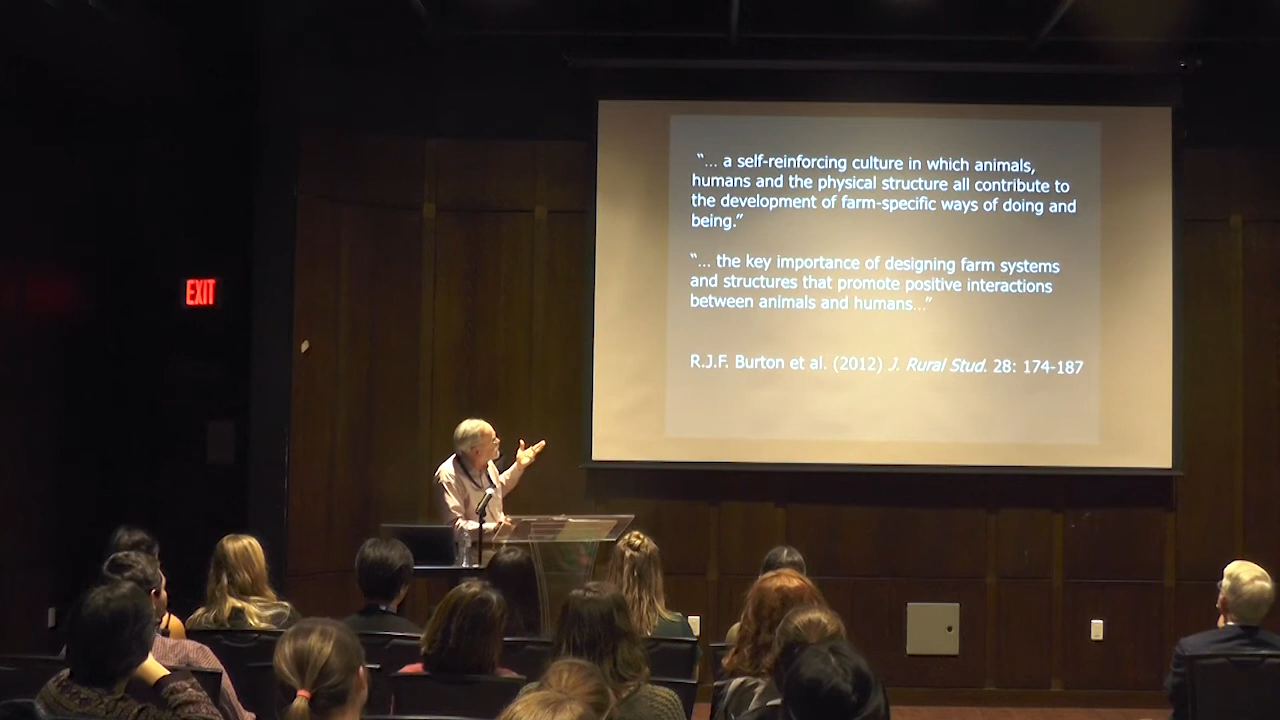 EXIT
“... a self-reinforcing culture in which animals,
humans and the physical structure all contribute to
the development of farm-specific ways of doing and
being.”
“... the key importance of designing farm systems
and structures that promote positive interactions
between animals and humans...”
R.J.F. Burton et al. (2012) J. Rural Stud. 28: 174-187